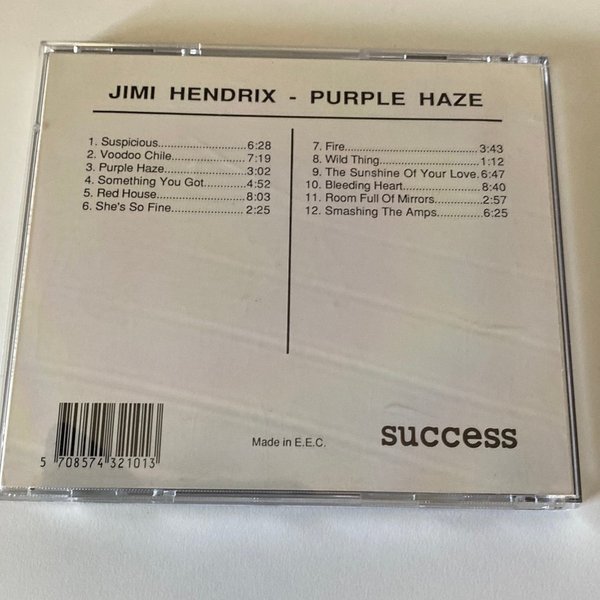 JIMI HENDRIX - PURPLE HAZE
1. Suspicious....................6:28
2. Voodoo Chile................7:19
3. Purple Haze..................3:02
4. Something You Got.......4:52
5. Red House....................8:03
6. She's So Fine................2:25
7. Fire................................3:43
8. Wild Thing......................1:12
9. The Sunshine Of Your Love. 6:47
10. Bleeding Heart...............8:40
11. Room Full Of Mirrors.......2:57
12. Smashing The Amps.......6:25
5 708574 321013
Made in E.E.C.
success